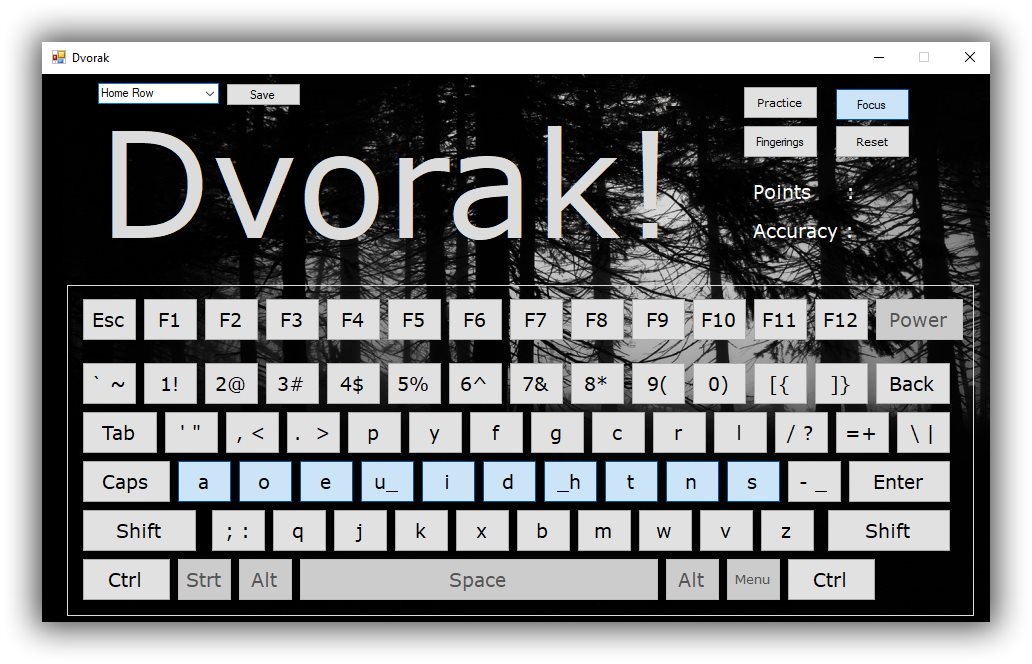 Dvorak
Home Row Save Practice Focus
Dvorak!
Fingerings Reset
Points :
Accuracy :
Esc F1 F2 F3 F4 F5 F6 F7 F8 F9 F10 F11 F12 Power
` ~ 1! 2@ 3# 4$ 5% 6^ 7& 8* 9( 0) [{ ]} Back
Tab ' " , < . > p y f g c r l / ? =+ \ |
Caps a o e u_ i d _h t n s - _ Enter
Shift ; : q j k x b m w v z Shift
Ctrl Strt Alt Space Alt Menu Ctrl